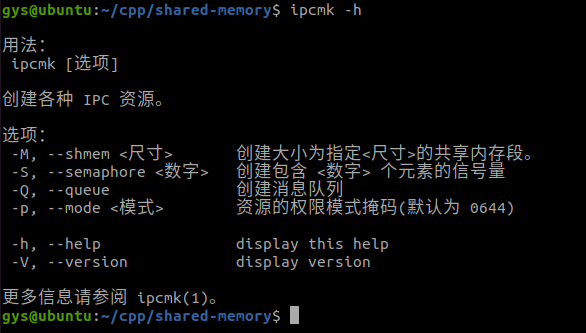 gys@ubuntu:~/cpp/shared-memory$ ipcmk -h
用法：
ipcmk [选项]
创建各种 IPC 资源。
选项：
-M, --shmem <尺寸> 创建大小为指定<尺寸>的共享内存段。
-S, --semaphore <数字> 创建包含 <数字> 个元素的信号量
-Q, --queue 创建消息队列
-p, --mode <模式> 资源的权限模式掩码(默认为 0644)
-h, --help display this help
-V, --version display version
更多信息请参阅 ipcmk(1)。
gys@ubuntu:~/cpp/shared-memory$